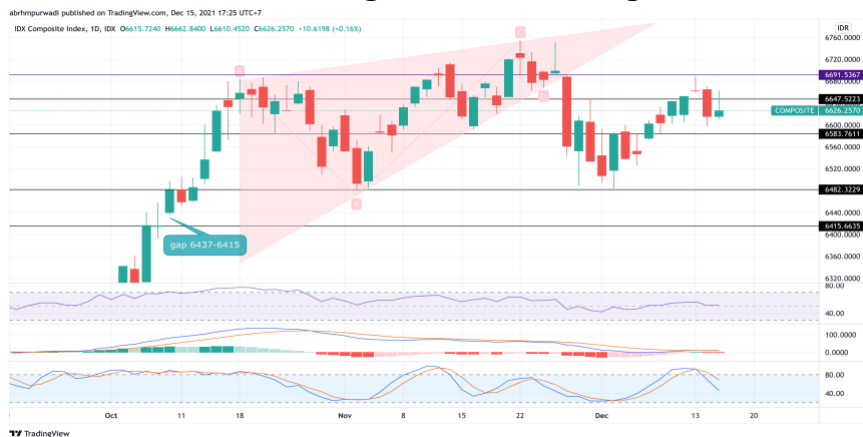 abrhmpurwadi published on TradingView.com, Dec 15, 2021 17:25 UTC+7
IDX Composite Index, 1D, IDX O6615.7240 H6662.8400 L6610.4520 C6626.2570 +10.6198 (+0.16%)
IDR
6760.0000
6720.0000
6691.5367
6647.5223
COMPOSITE 6626.2570
6600.0000
6583.7611
6560.0000
6520.0000
6482.3229
6440.0000
6415.6635
6400.0000
6360.0000
6320.0000
gap 6437-6415
80.00
40.00
100.0000
0.0000
80.00
40.00
Oct 11 18 Nov 8 15 22 Dec 13 20
TradingView